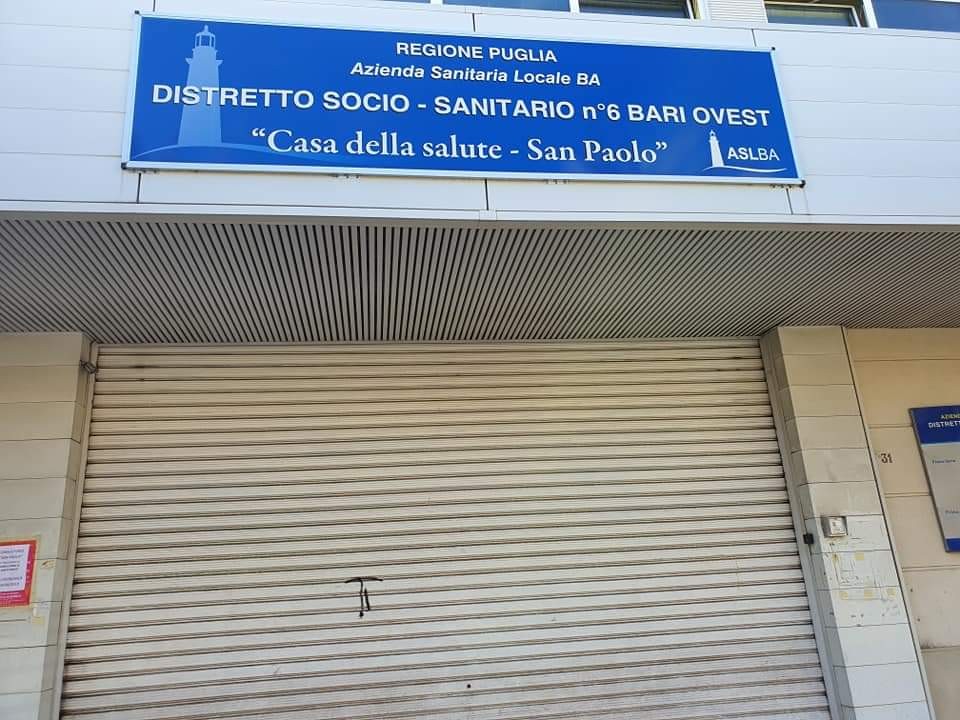 REGIONE PUGLIA
Azienda Sanitaria Locale BA
DISTRETTO SOCIO - SANITARIO n°6 BARI OVEST
“Casa della salute - San Paolo”
ASLBA
31
DISTRETT